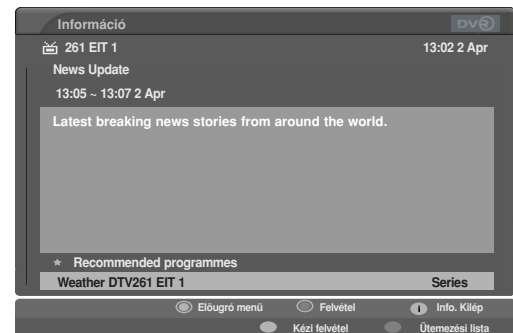 Információ DVR
261 EIT 1 13:02 2 Apr
News Update
13:05 ~ 13:07 2 Apr
Latest breaking news stories from around the world.
★ Recommended programmes
Weather DTV261 EIT 1 Series
Előugró menü Felvétel i Info. Kilép
Kézi felvétel Ütemezési lista